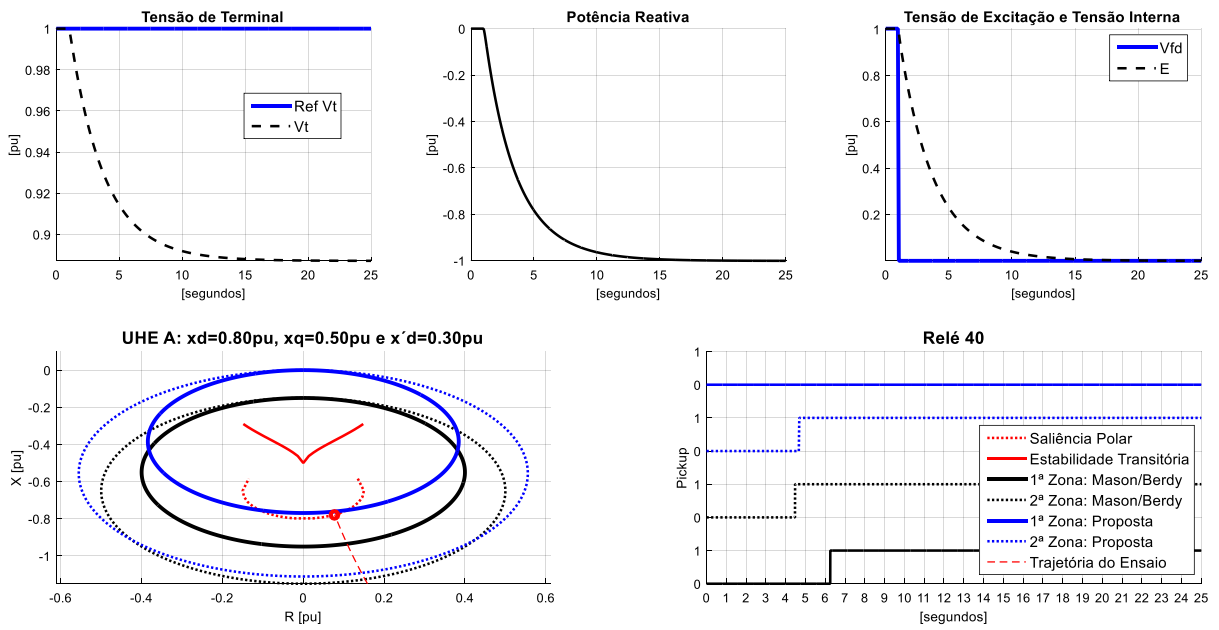 Tensão de Terminal
1
0.98
0.96
0.94
0.92
0.9
[pu]
0 5 10 15 20 25
[segundos]
Ref Vt
Vt
Potência Reativa
0
-0.2
-0.4
-0.6
-0.8
-1
[pu]
0 5 10 15 20 25
[segundos]
Tensão de Excitação e Tensão Interna
1
0.8
0.6
0.4
0.2
[pu]
0 5 10 15 20 25
[segundos]
Vfd
E
UHE A: xd=0.80pu, xq=0.50pu e x´d=0.30pu
0
-0.2
-0.4
-0.6
-0.8
-1
X [pu]
-0.6 -0.4 -0.2 0 0.2 0.4 0.6
R [pu]
Relé 40
1
0
1
0
1
0
1
0
Pickup
0 1 2 3 4 5 6 7 8 9 10 11 12 13 14 15 16 17 18 19 20 21 22 23 24 25
[segundos]
Saliência Polar
Estabilidade Transitória
1ª Zona: Mason/Berdy
2ª Zona: Mason/Berdy
1ª Zona: Proposta
2ª Zona: Proposta
Trajetória do Ensaio